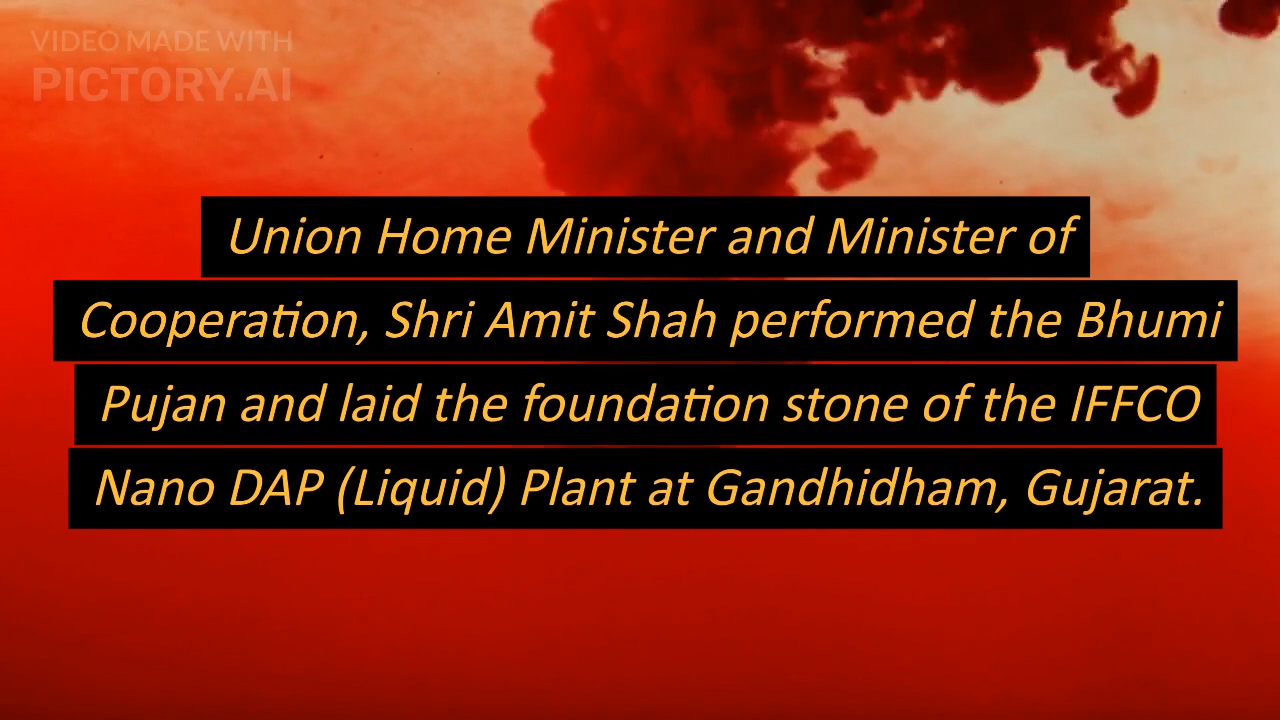 VIDEO MADE WITH
PICTORY.AI
Union Home Minister and Minister of
Cooperation, Shri Amit Shah performed the Bhumi
Pujan and laid the foundation stone of the IFFCO
Nano DAP (Liquid) Plant at Gandhidham, Gujarat.